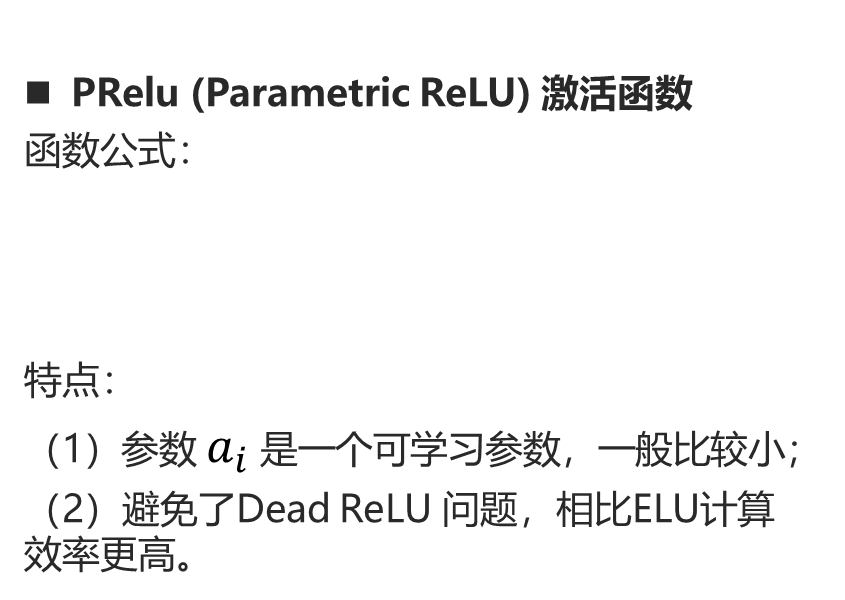 ■ PRelu (Parametric ReLU) 激活函数
函数公式：
特点：
（1）参数 𝑎ᵢ 是一个可学习参数，一般比较小；
（2）避免了Dead ReLU 问题，相比ELU计算
效率更高。